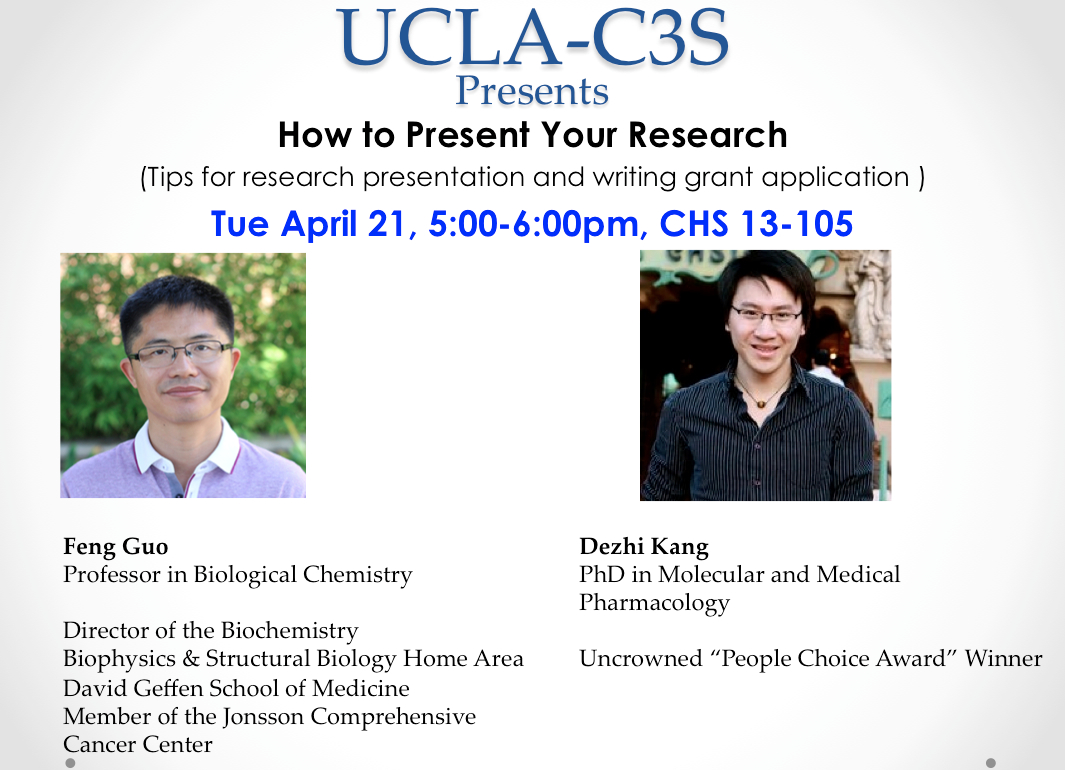 UCLA-C3S
Presents
How to Present Your Research
(Tips for research presentation and writing grant application )
Tue April 21, 5:00-6:00pm, CHS 13-105
Feng Guo
Professor in Biological Chemistry
Director of the Biochemistry
Biophysics & Structural Biology Home Area
David Geffen School of Medicine
Member of the Jonsson Comprehensive
Cancer Center
Dezhi Kang
PhD in Molecular and Medical
Pharmacology
Uncrowned “People Choice Award” Winner